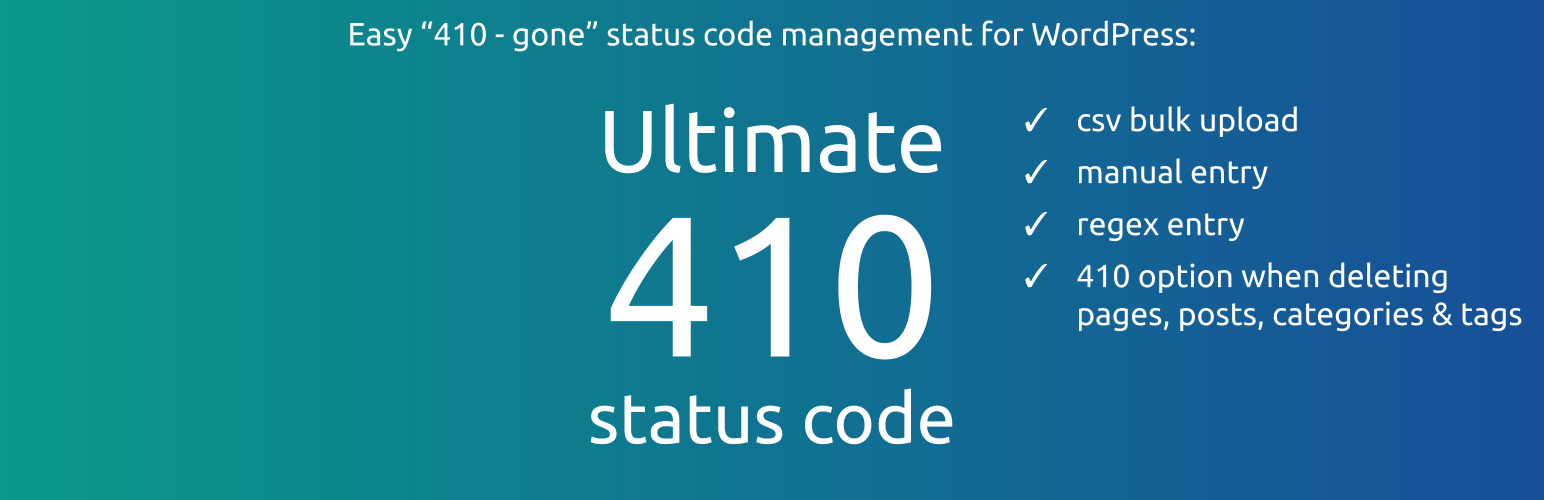 Easy “410 - gone” status code management for WordPress:
Ultimate
410
status code
✓ csv bulk upload
✓ manual entry
✓ regex entry
✓ 410 option when deleting
pages, posts, categories & tags